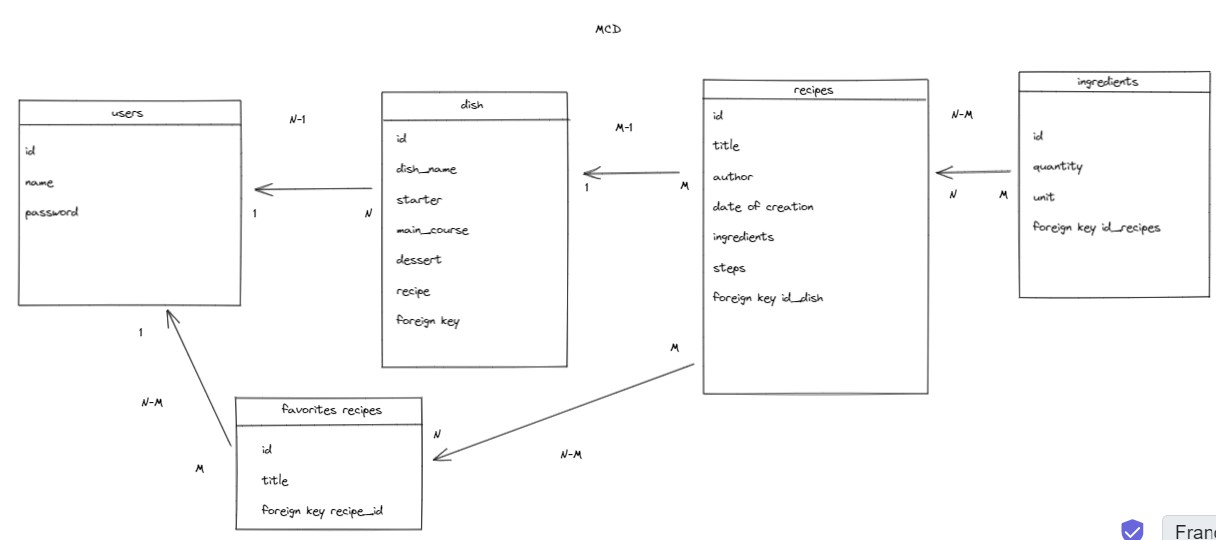 MCD
users
id
name
password
N-1
1
N
dish
id
dish_name
starter
main_course
dessert
recipe
foreign key
M-1
1
M
recipes
id
title
author
date of creation
ingredients
steps
foreign key id_dish
N-M
N
M
ingredients
id
quantity
unit
foreign key id_recipes
1
N-M
M
favorites recipes
id
title
foreign key recipe_id
N
M
N-M
Franc